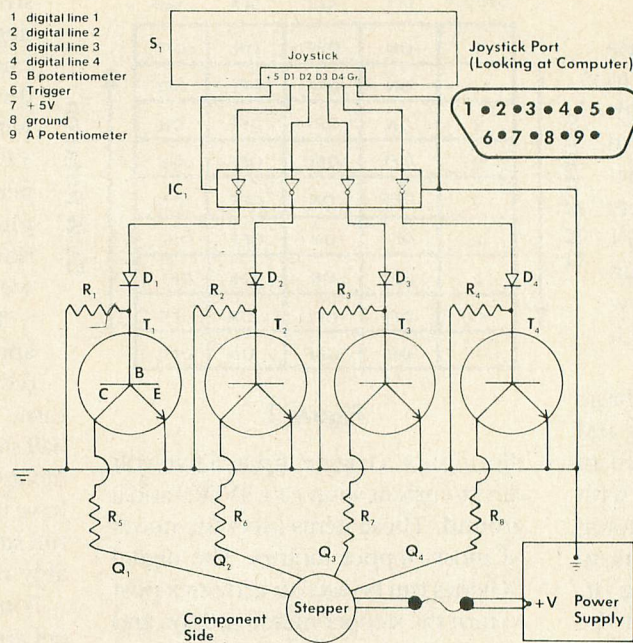 1 digital line 1
2 digital line 2
3 digital line 3
4 digital line 4
5 B potentiometer
6 Trigger
7 + 5V
8 ground
9 A Potentiometer
S1
Joystick
+ 5 D1 D2 D3 D4 Gr.
Joystick Port
(Looking at Computer)
1 2 3 4 5
6 7 8 9
IC1
D1 D2 D3 D4
R1 R2 R3 R4
T1 T2 T3 T4
B
C E
R5 R6 R7 R8
Q1 Q2 Q3 Q4
Stepper
Component
Side
+V Power
Supply